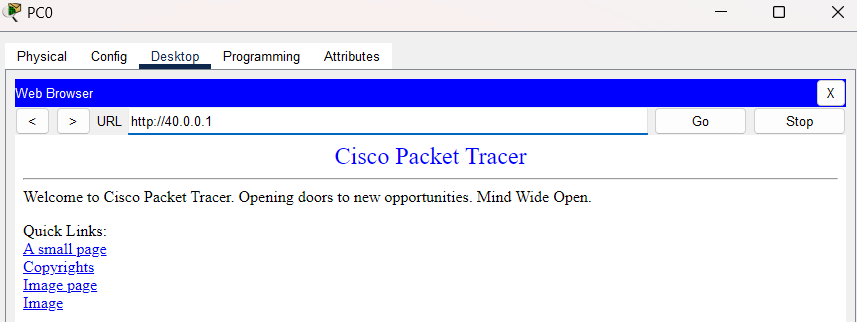 PC0
Physical Config Desktop Programming Attributes
Web Browser X
< > URL http://40.0.0.1 Go Stop
Cisco Packet Tracer
Welcome to Cisco Packet Tracer. Opening doors to new opportunities. Mind Wide Open.
Quick Links:
A small page
Copyrights
Image page
Image